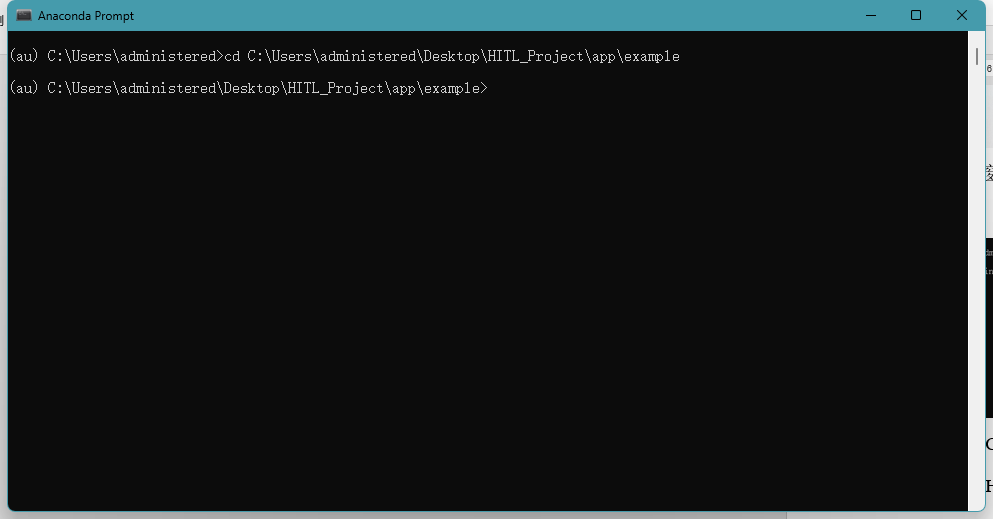 Anaconda Prompt
(au) C:\Users\administered>cd C:\Users\administered\Desktop\HITL_Project\app\example
(au) C:\Users\administered\Desktop\HITL_Project\app\example>
6